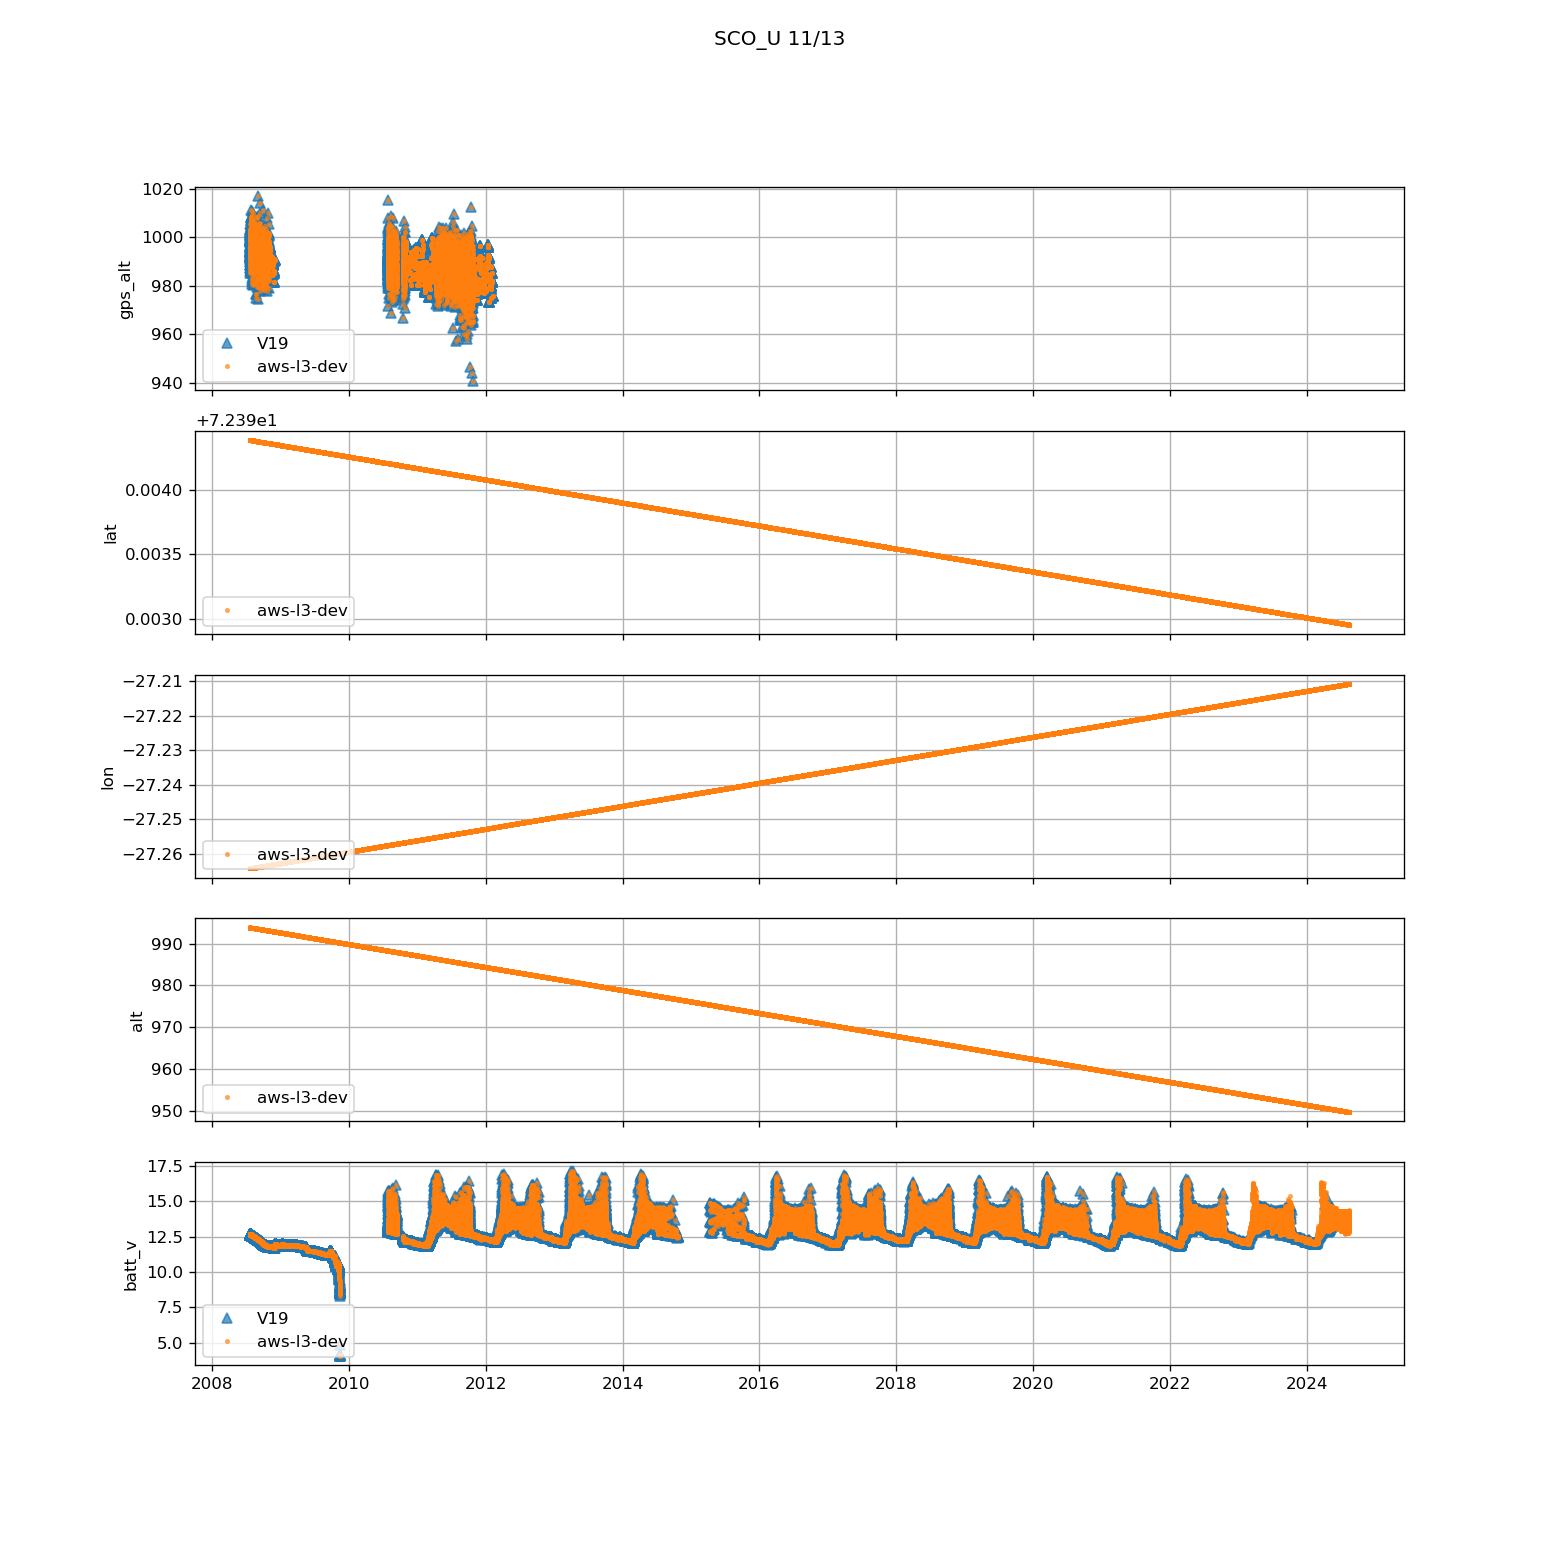 SCO_U 11/13
1020
1000
980
960
940
gps_alt
V19
aws-l3-dev
+7.239e1
0.0040
0.0035
0.0030
lat
aws-l3-dev
−27.21
−27.22
−27.23
−27.24
−27.25
−27.26
lon
aws-l3-dev
990
980
970
960
950
alt
aws-l3-dev
17.5
15.0
12.5
10.0
7.5
5.0
batt_v
V19
aws-l3-dev
2008 2010 2012 2014 2016 2018 2020 2022 2024